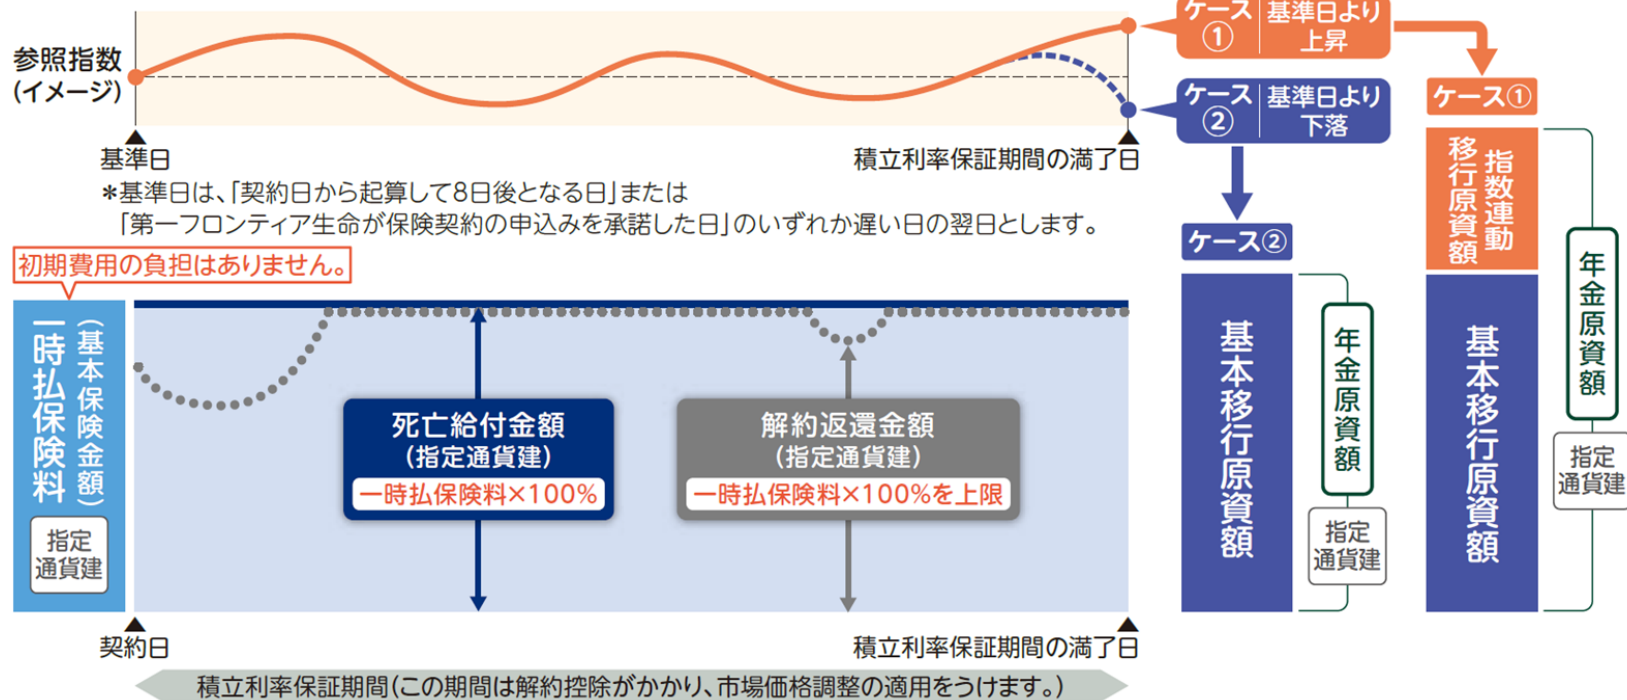 参照指数
(イメージ)
ケース
①
基準日より
上昇
ケース
②
基準日より
下落
基準日
積立利率保証期間の満了日
*基準日は、「契約日から起算して8日後となる日」または
「第一フロンティア生命が保険契約の申込みを承諾した日」のいずれか遅い日の翌日とします。
初期費用の負担はありません。
一時払保険料
(基本保険金額)
指定
通貨建
死亡給付金額
(指定通貨建)
一時払保険料×100%
解約返還金額
(指定通貨建)
一時払保険料×100%を上限
契約日
積立利率保証期間の満了日
積立利率保証期間(この期間は解約控除がかかり、市場価格調整の適用をうけます。)
ケース②
基本移行原資額
年金原資額
指定
通貨建
ケース①
指数連動
移行原資額
基本移行原資額
年金原資額
指定
通貨建